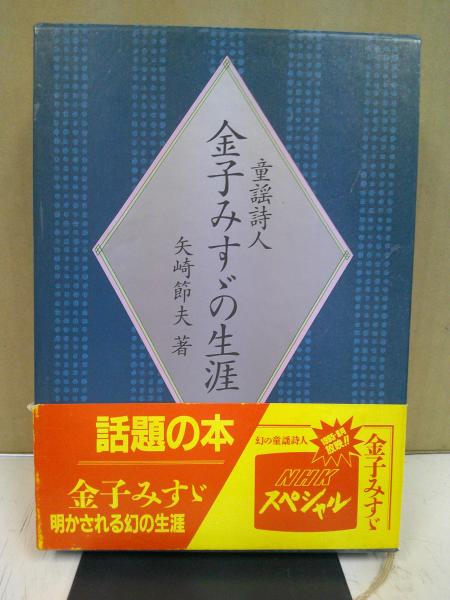 童謡詩人
金子みすゞの生涯
矢崎節夫 著
話題の本
金子みすゞ
明かされる幻の生涯
幻の童謡詩人
金子みすゞ
放映!!
NHK
スペシャル